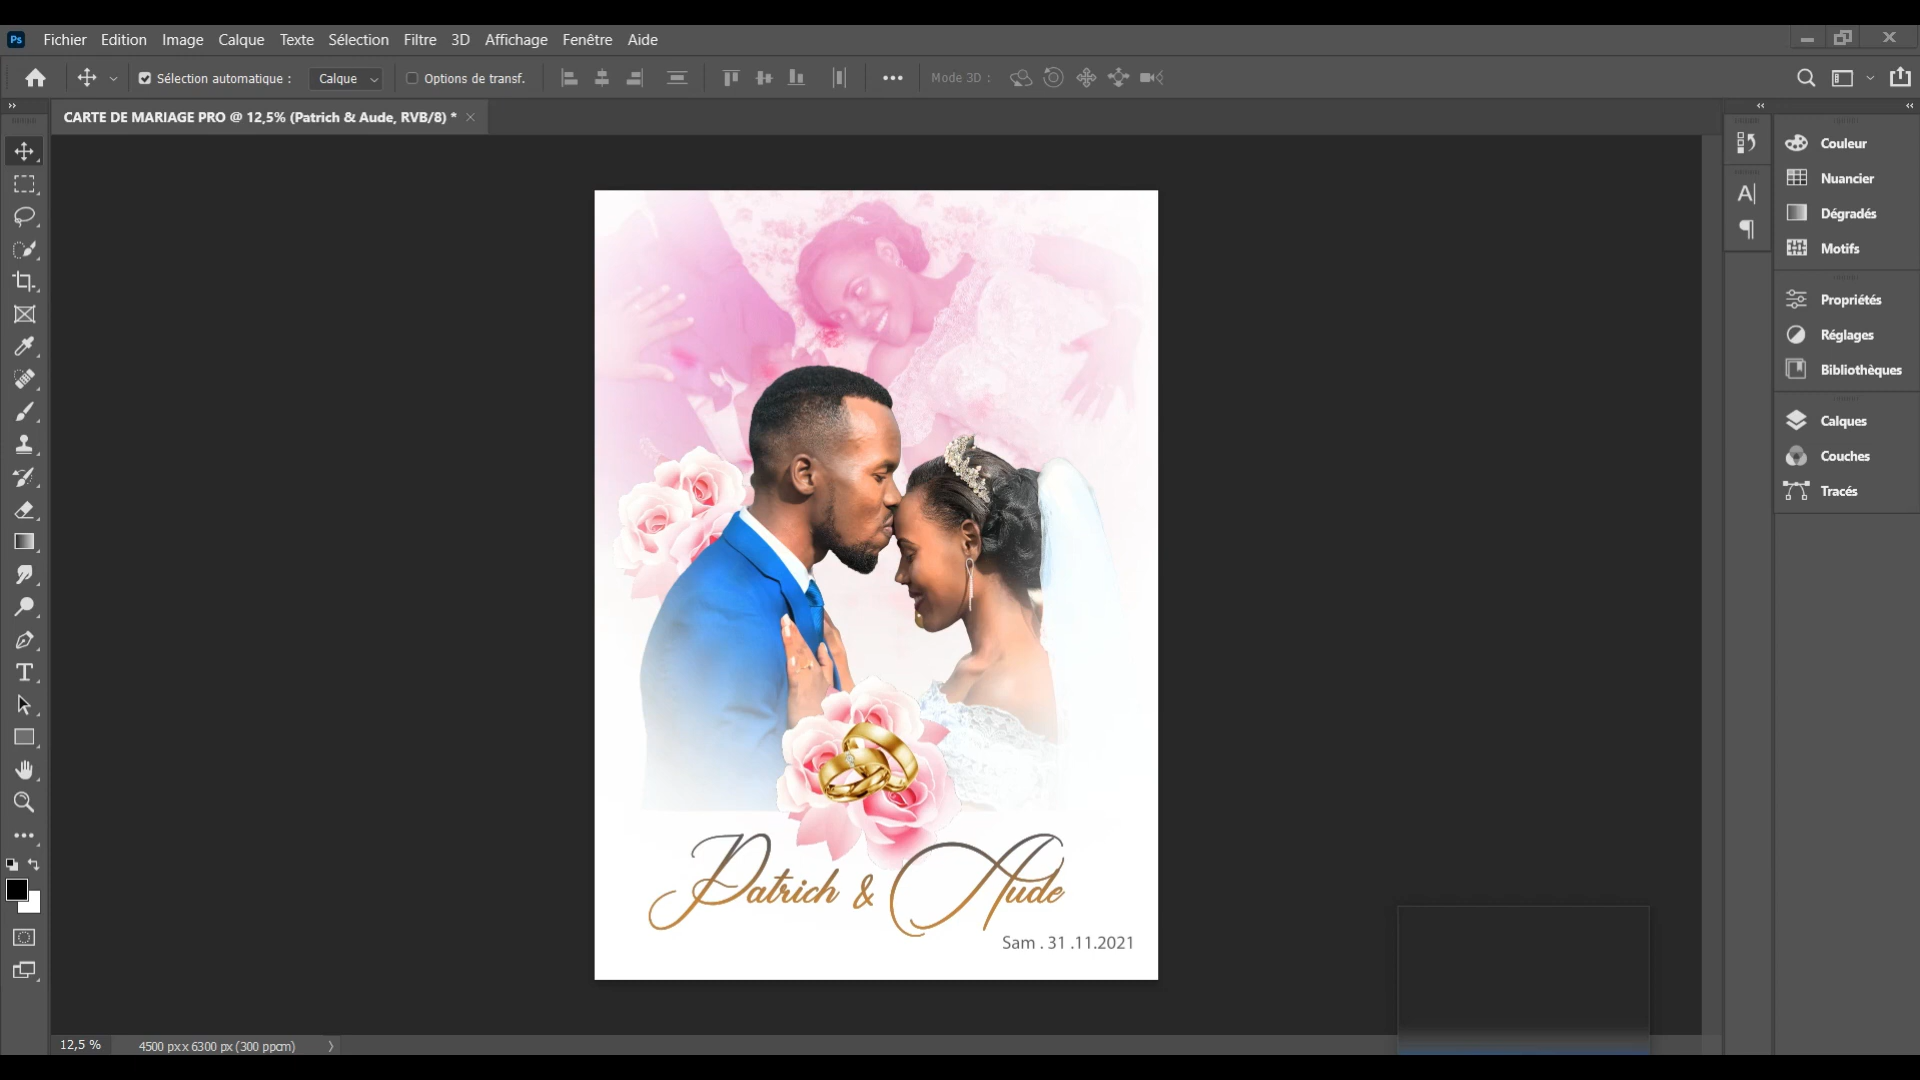 Ps Fichier Edition Image Calque Texte Sélection Filtre 3D Affichage Fenêtre Aide
Sélection automatique : Calque Options de transf. Mode 3D :
CARTE DE MARIAGE PRO @ 12,5% (Patrich & Aude, RVB/8) *
Couleur
Nuancier
Dégradés
Motifs
Propriétés
Réglages
Bibliothèques
Calques
Couches
Tracés
Patrich & Aude
Sam . 31 .11.2021
12,5 % 4500 px x 6300 px (300 ppcm)